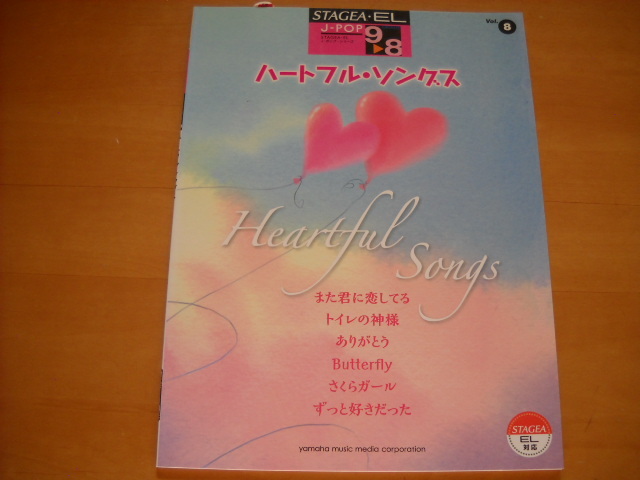 STAGEA・EL
J-POP
9▶8
Vol. 8
ハートフル・ソングス
Heartful
Songs
また君に恋してる
トイレの神様
ありがとう
Butterfly
さくらガール
ずっと好きだった
STAGEA
EL
対応
yamaha music media corporation